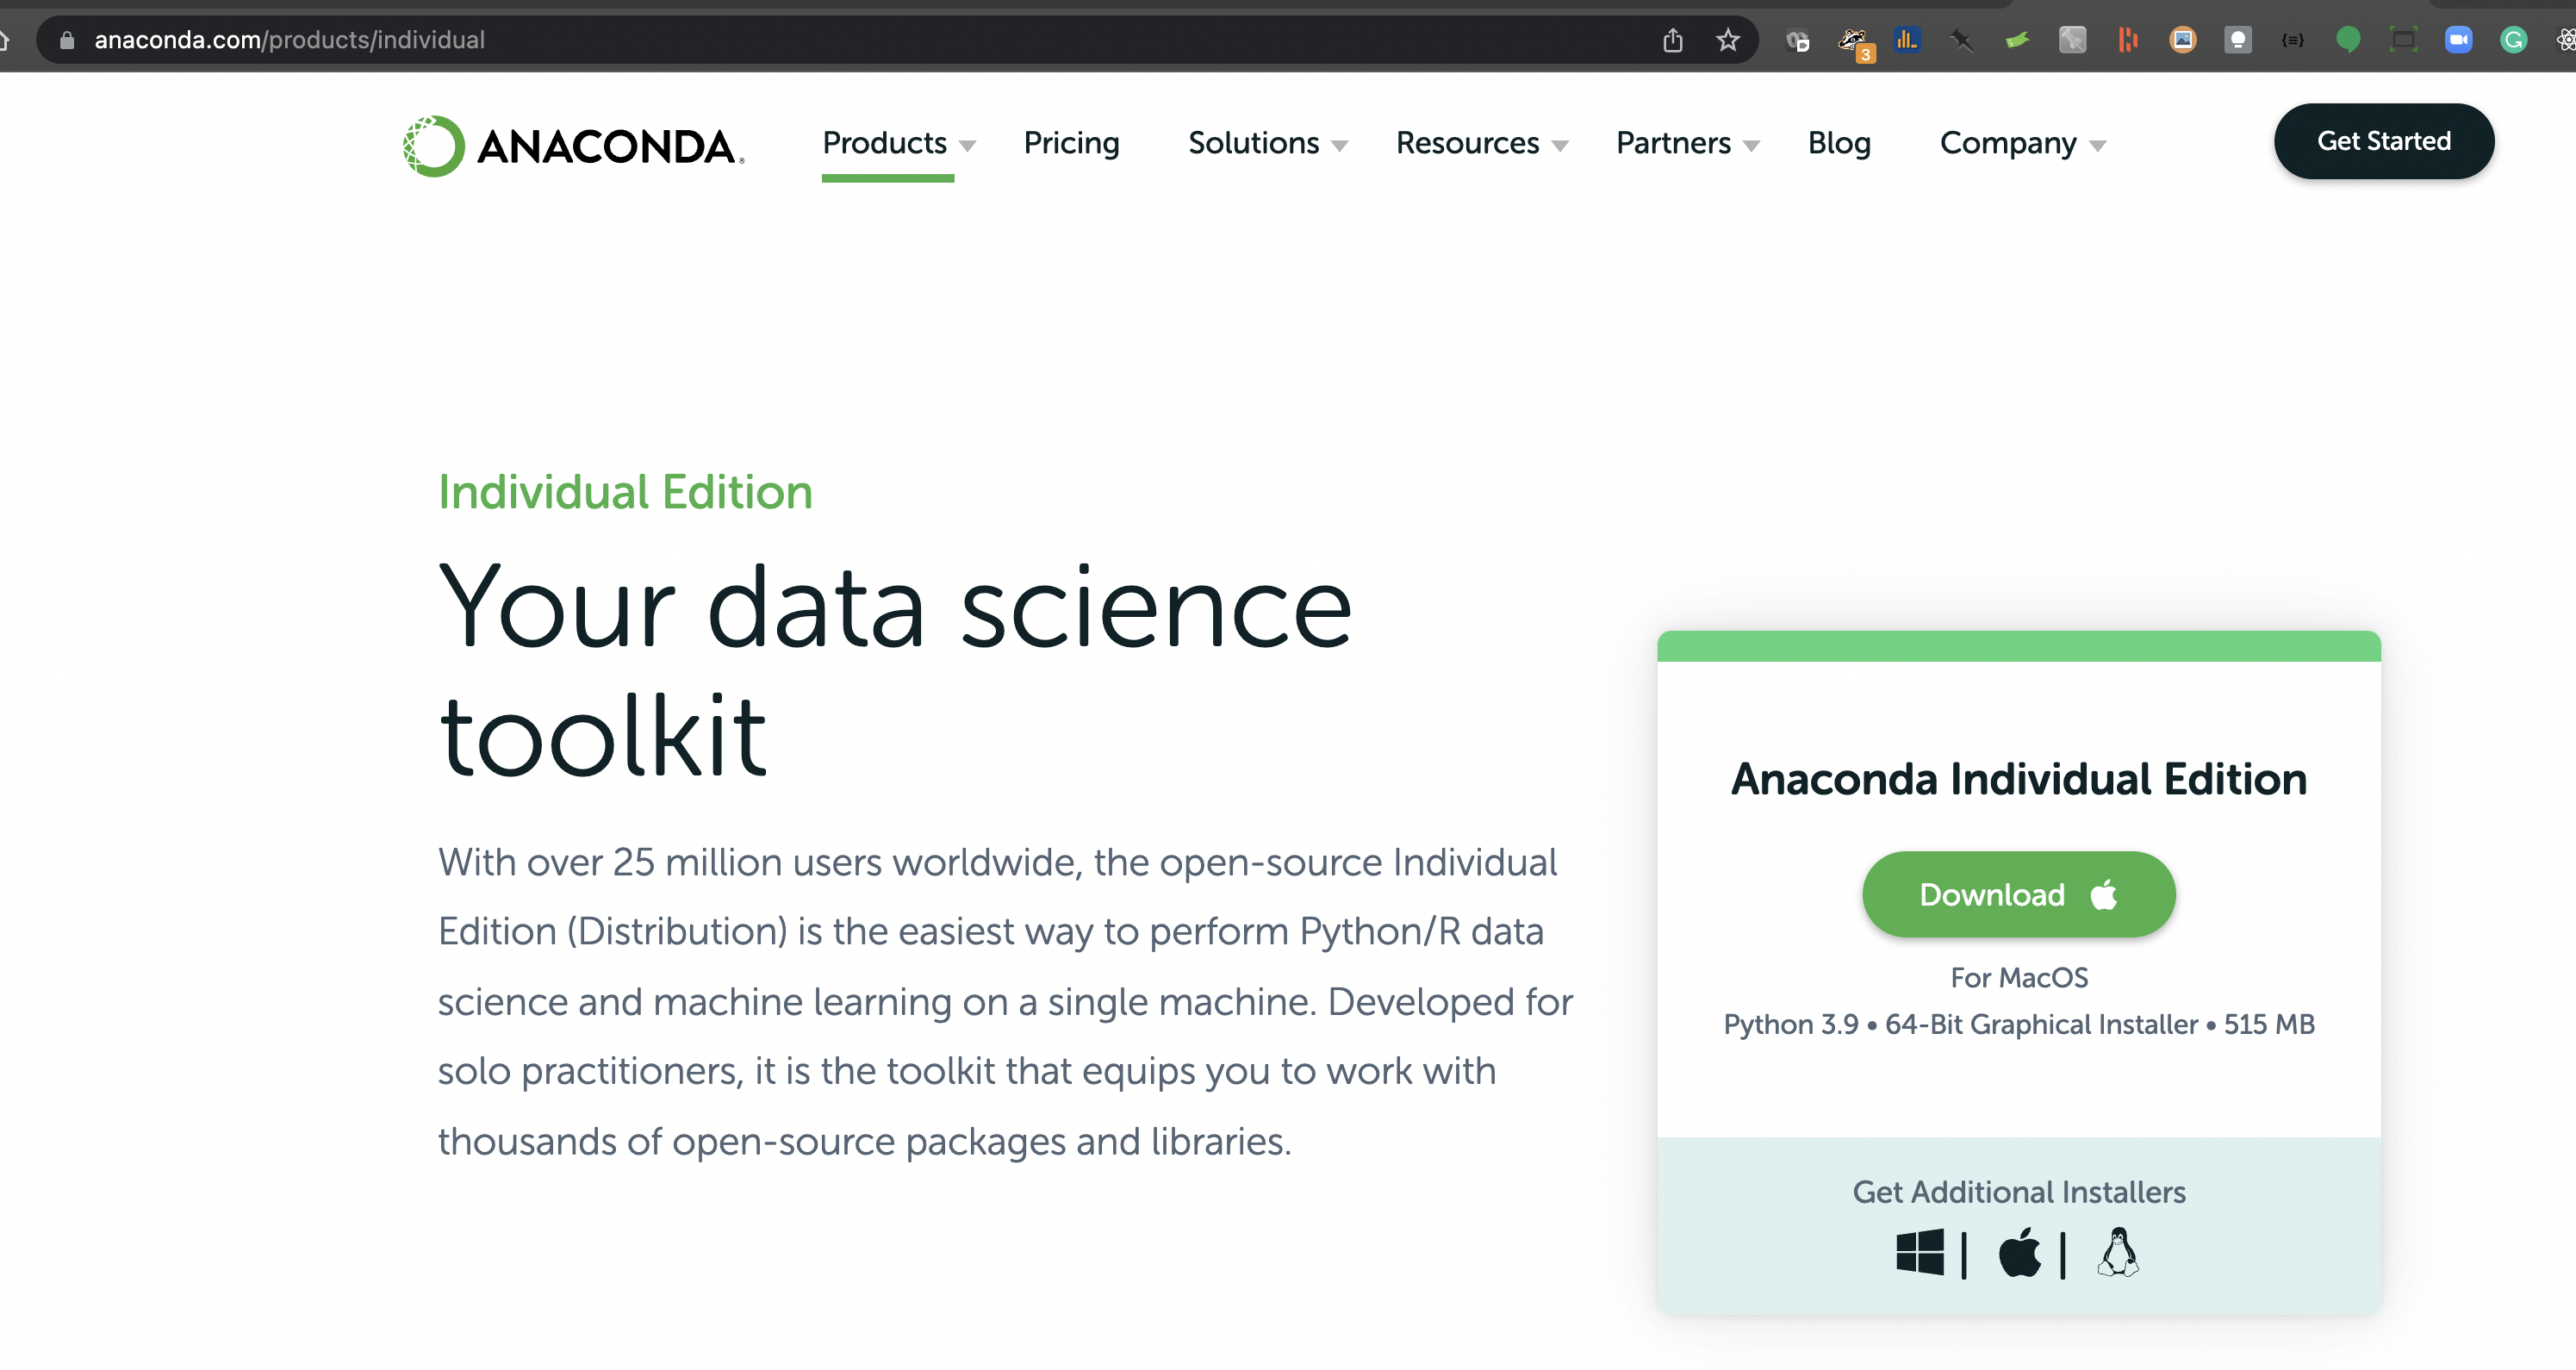 anaconda.com/products/individual
3
ANACONDA®
Products Pricing Solutions Resources Partners Blog Company Get Started
Individual Edition
Your data science
toolkit
With over 25 million users worldwide, the open-source Individual
Edition (Distribution) is the easiest way to perform Python/R data
science and machine learning on a single machine. Developed for
solo practitioners, it is the toolkit that equips you to work with
thousands of open-source packages and libraries.
Anaconda Individual Edition
Download
For MacOS
Python 3.9 • 64-Bit Graphical Installer • 515 MB
Get Additional Installers